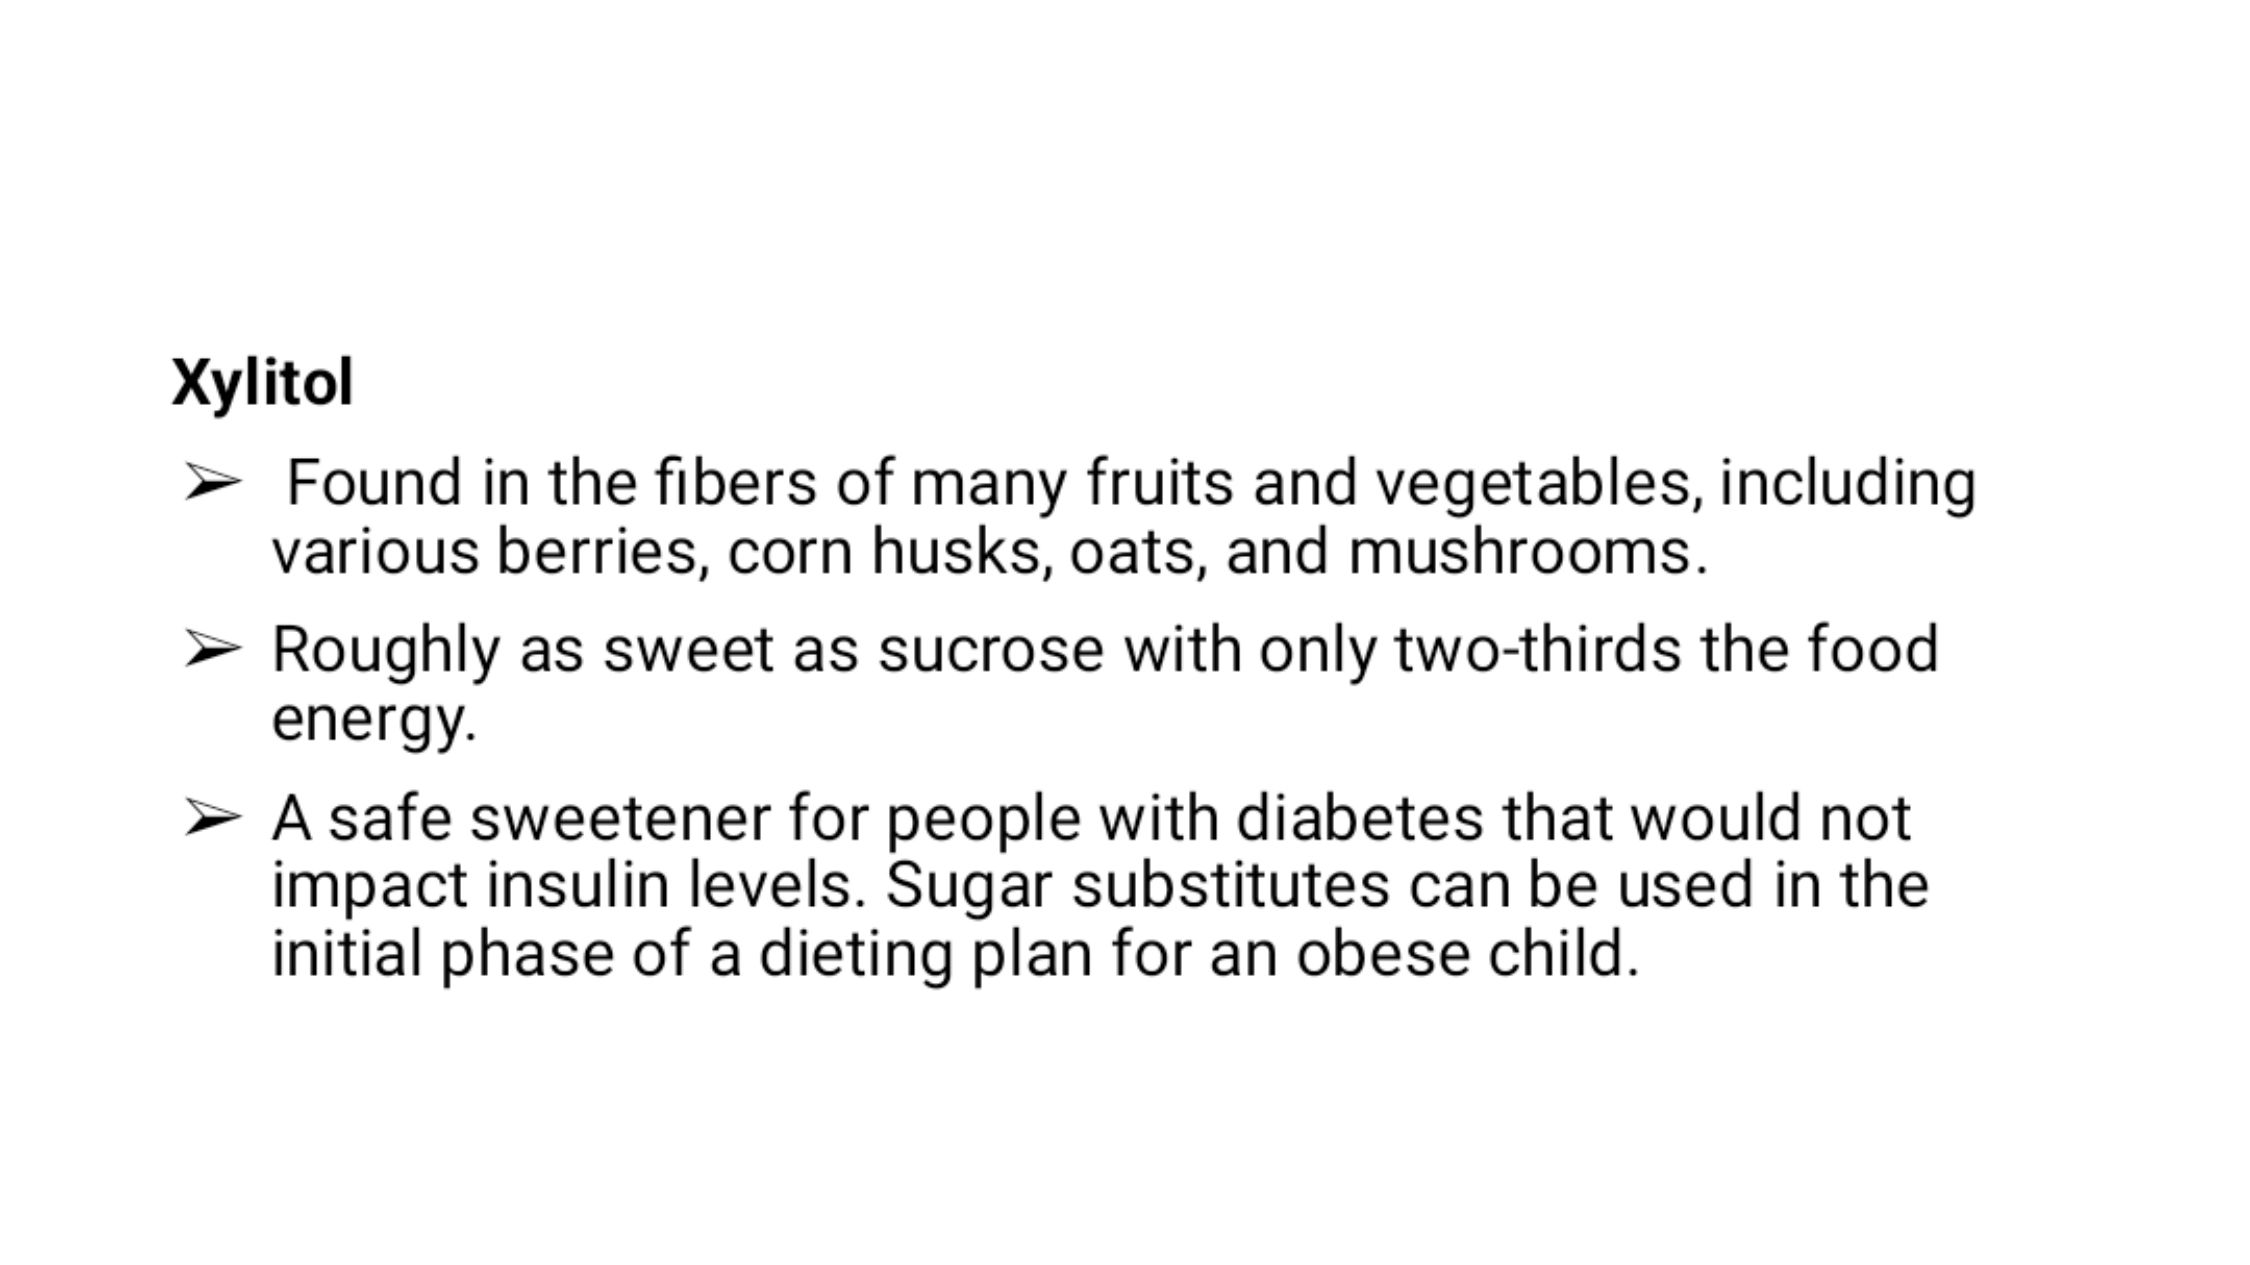 Xylitol
➢ Found in the fibers of many fruits and vegetables, including
various berries, corn husks, oats, and mushrooms.
➢ Roughly as sweet as sucrose with only two-thirds the food
energy.
➢ A safe sweetener for people with diabetes that would not
impact insulin levels. Sugar substitutes can be used in the
initial phase of a dieting plan for an obese child.